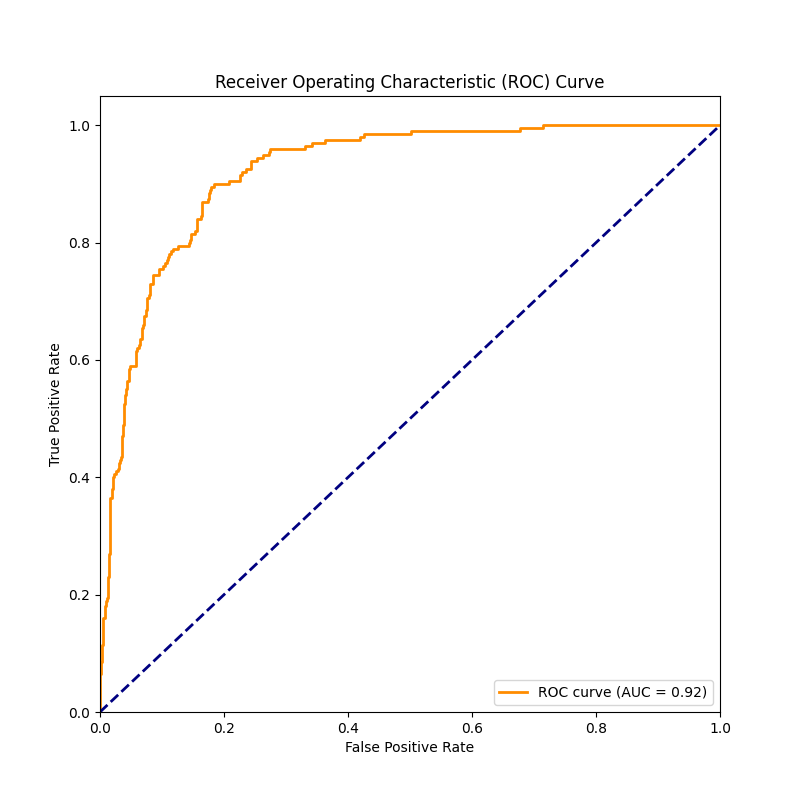 Receiver Operating Characteristic (ROC) Curve
1.0
0.8
0.6
0.4
0.2
0.0
True Positive Rate
ROC curve (AUC = 0.92)
0.0 0.2 0.4 0.6 0.8 1.0
False Positive Rate